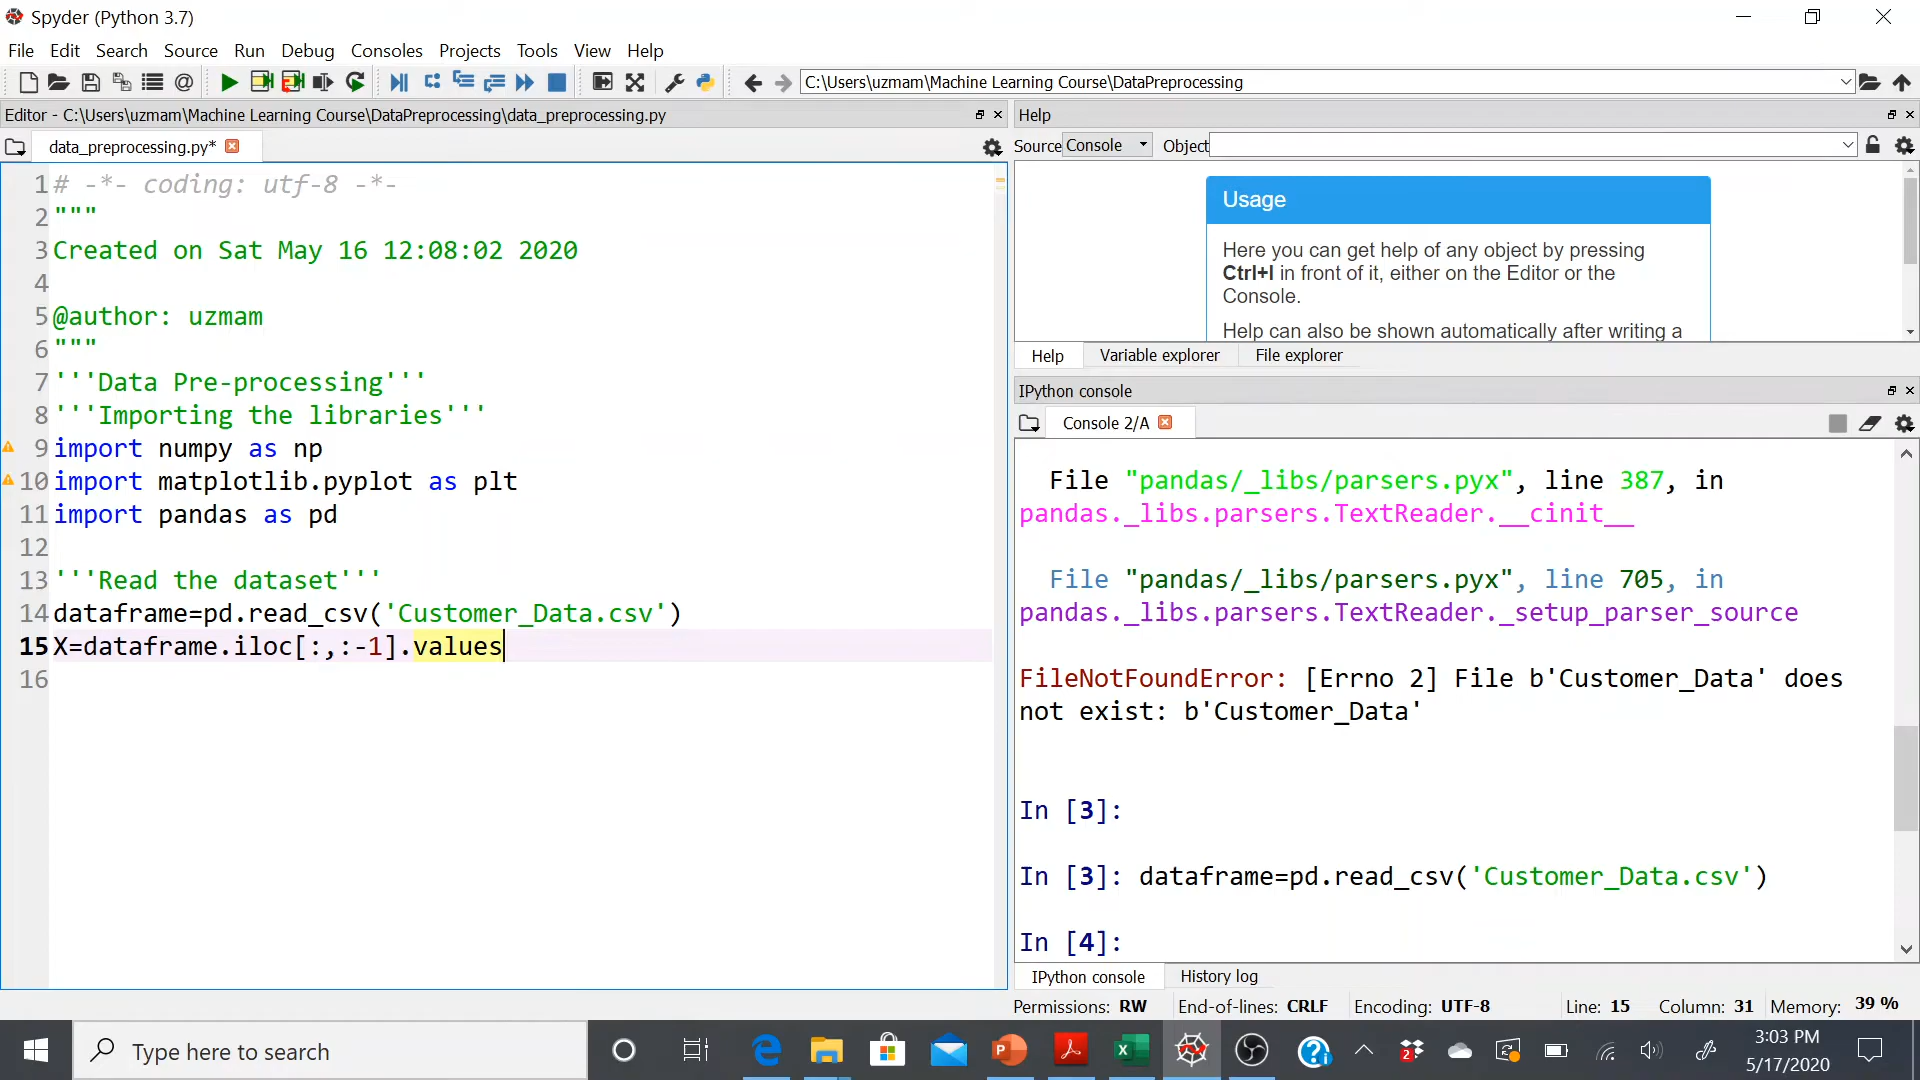 Spyder (Python 3.7)
File Edit Search Source Run Debug Consoles Projects Tools View Help
C:\Users\uzmam\Machine Learning Course\DataPreprocessing
Editor - C:\Users\uzmam\Machine Learning Course\DataPreprocessing\data_preprocessing.py
data_preprocessing.py*
1 # -*- coding: utf-8 -*-
2 """
3 Created on Sat May 16 12:08:02 2020
4
5 @author: uzmam
6 """
7 '''Data Pre-processing'''
8 '''Importing the libraries'''
9 import numpy as np
10 import matplotlib.pyplot as plt
11 import pandas as pd
12
13 '''Read the dataset'''
14 dataframe=pd.read_csv('Customer_Data.csv')
15 X=dataframe.iloc[:,:-1].values
16
Help
Source Console Object
Usage
Here you can get help of any object by pressing
Ctrl+I in front of it, either on the Editor or the
Console.
Help can also be shown automatically after writing a
Help Variable explorer File explorer
IPython console
Console 2/A
File "pandas/_libs/parsers.pyx", line 387, in
pandas._libs.parsers.TextReader.__cinit__
File "pandas/_libs/parsers.pyx", line 705, in
pandas._libs.parsers.TextReader._setup_parser_source
FileNotFoundError: [Errno 2] File b'Customer_Data' does
not exist: b'Customer_Data'
In [3]:
In [3]: dataframe=pd.read_csv('Customer_Data.csv')
In [4]:
IPython console History log
Permissions: RW End-of-lines: CRLF Encoding: UTF-8 Line: 15 Column: 31 Memory: 39 %
Type here to search
3:03 PM
5/17/2020